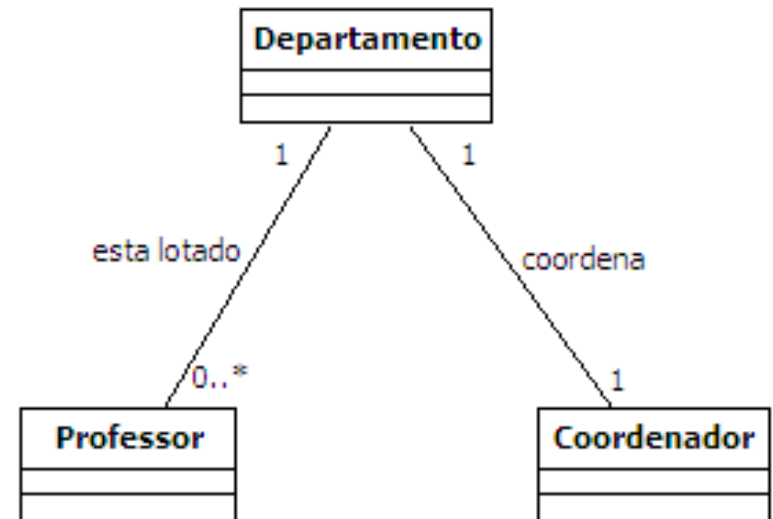 Departamento
1
1
esta lotado
coordena
0..*
1
Professor
Coordenador